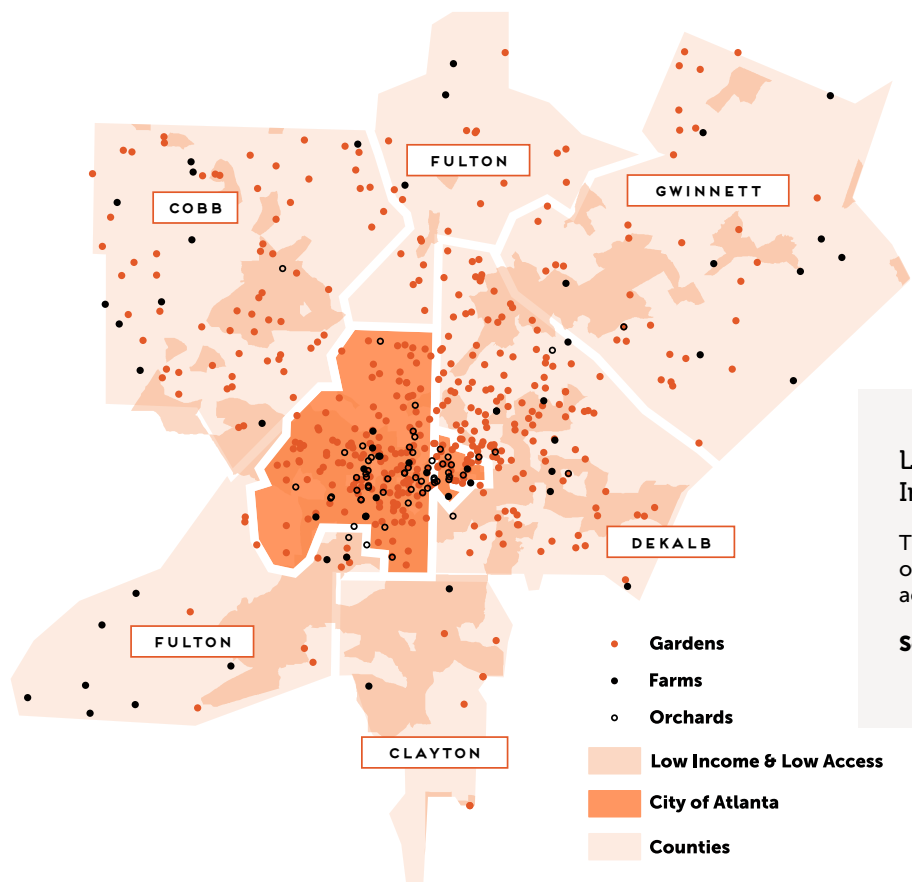 FULTON
GWINNETT
COBB
DEKALB
FULTON
CLAYTON
Gardens
Farms
Orchards
Low Income & Low Access
City of Atlanta
Counties